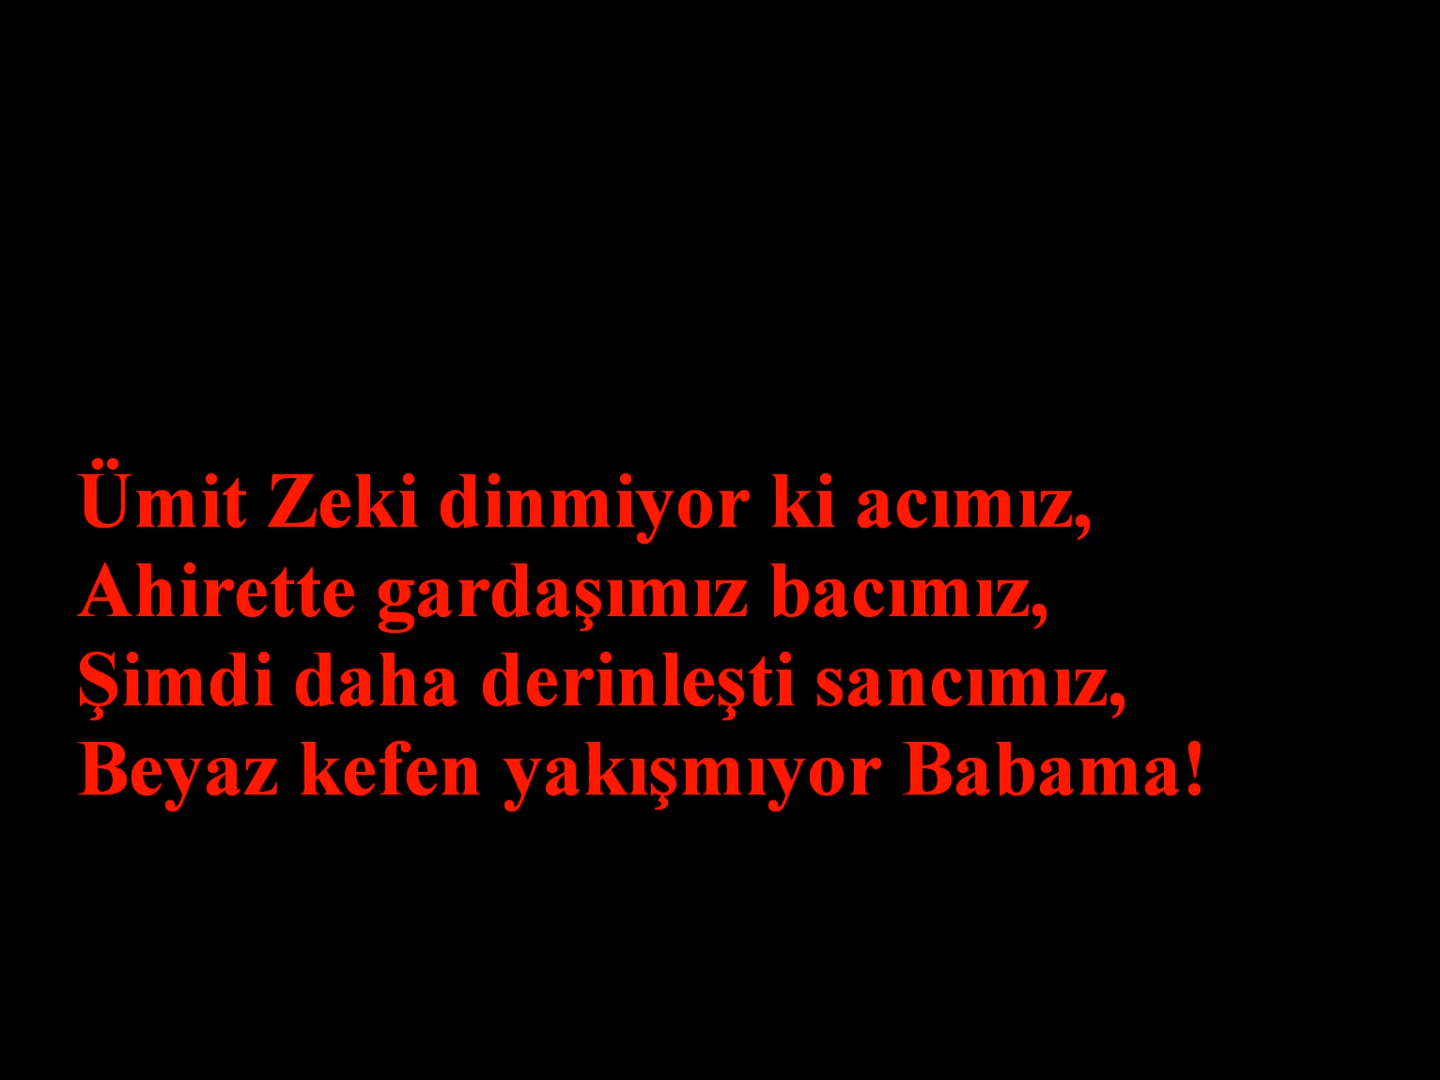 Ümit Zeki dinmiyor ki acımız,
Ahirette gardaşımız bacımız,
Şimdi daha derinleşti sancımız,
Beyaz kefen yakışmıyor Babama!